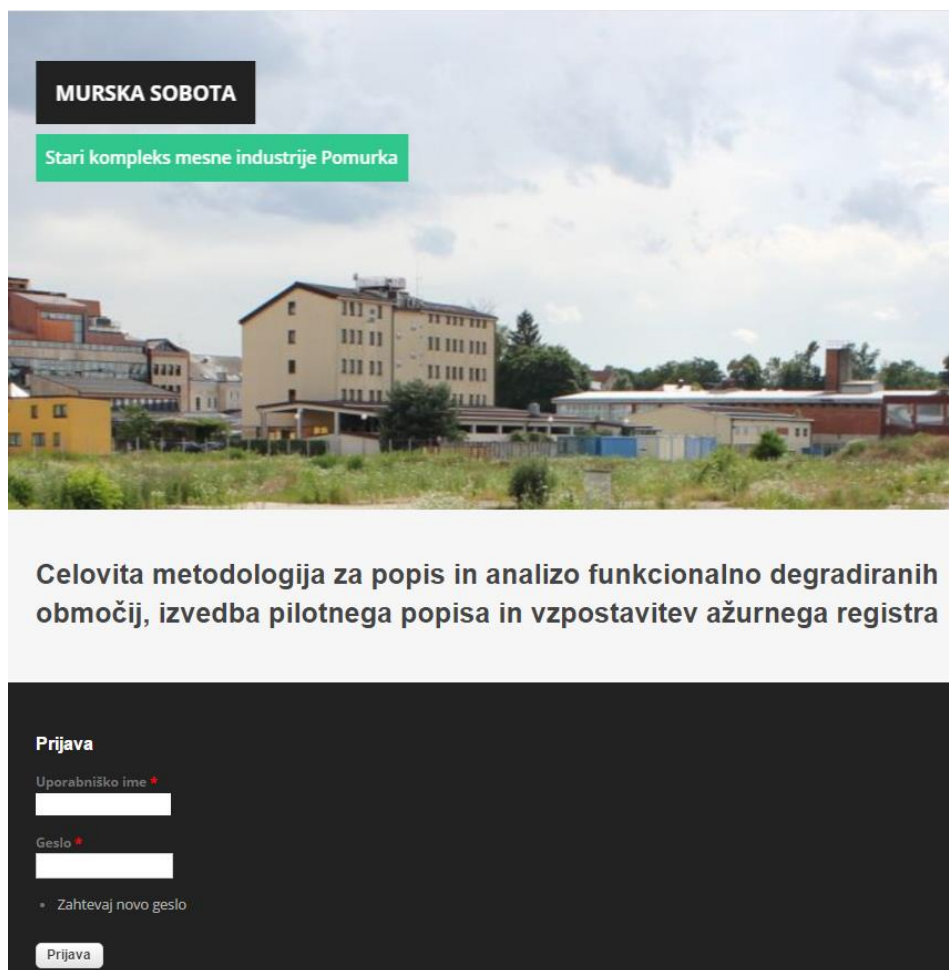 MURSKA SOBOTA
Stari kompleks mesne industrije Pomurka
Celovita metodologija za popis in analizo funkcionalno degradiranih
območij, izvedba pilotnega popisa in vzpostavitev ažurnega registra
Prijava
Uporabniško ime *
Geslo *
• Zahtevaj novo geslo
Prijava